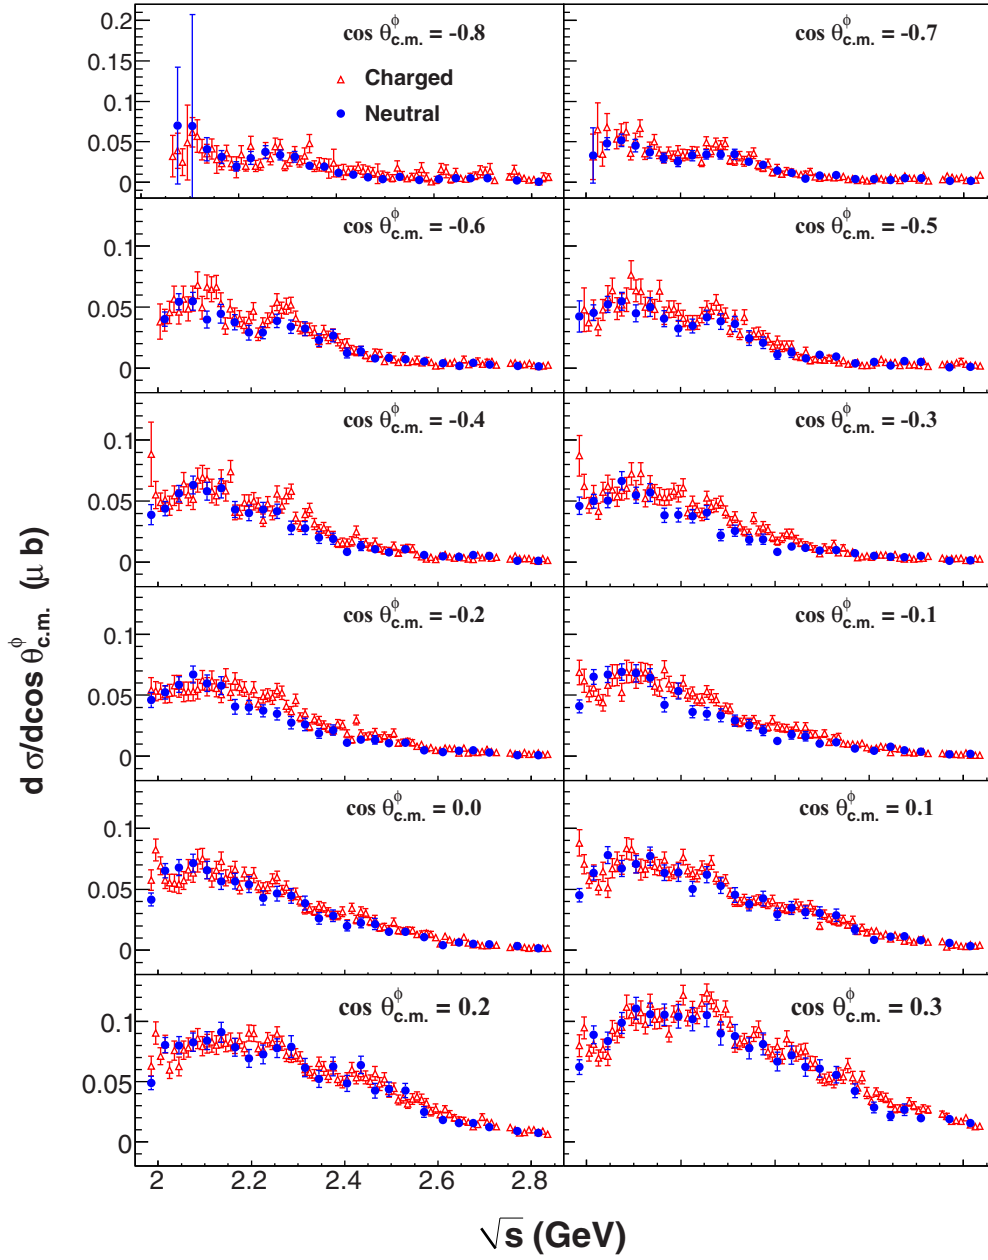 0.2
0.15
0.1
0.05
0
cos θ^ϕ_c.m. = -0.8
Charged
Neutral
cos θ^ϕ_c.m. = -0.7
0.1
0.05
0
cos θ^ϕ_c.m. = -0.6
cos θ^ϕ_c.m. = -0.5
0.1
0.05
0
cos θ^ϕ_c.m. = -0.4
cos θ^ϕ_c.m. = -0.3
d σ/dcos θ^ϕ_c.m. (μ b)
0.1
0.05
0
cos θ^ϕ_c.m. = -0.2
cos θ^ϕ_c.m. = -0.1
0.1
0.05
0
cos θ^ϕ_c.m. = 0.0
cos θ^ϕ_c.m. = 0.1
0.1
0.05
0
cos θ^ϕ_c.m. = 0.2
cos θ^ϕ_c.m. = 0.3
2 2.2 2.4 2.6 2.8
√s (GeV)